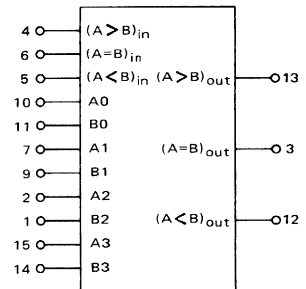 4 (A>B)in
6 (A=B)in
5 (A<B)in (A>B)out 13
10 A0
11 B0
7 A1 (A=B)out 3
9 B1
2 A2
1 B2 (A<B)out 12
15 A3
14 B3